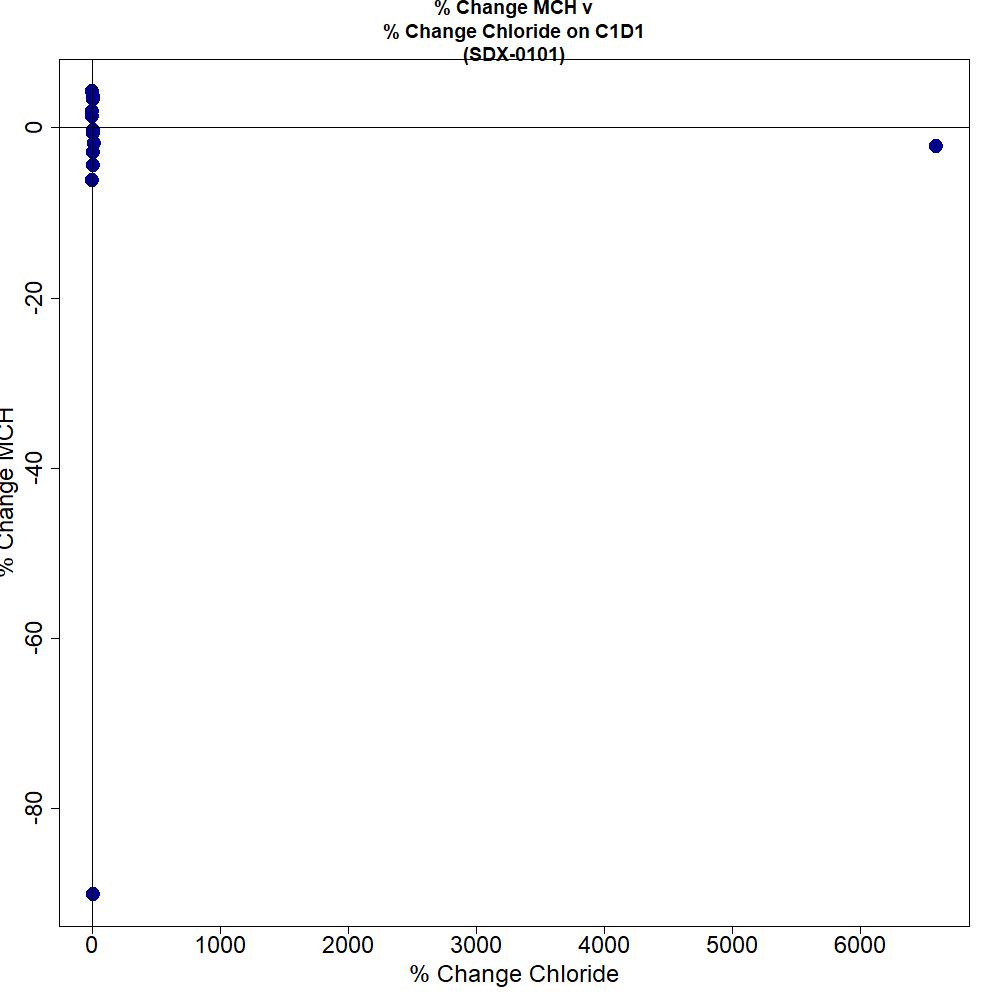 % Change MCH v
% Change Chloride on C1D1
(SDX-0101)
0
-20
-40
-60
-80
% Change MCH
0 1000 2000 3000 4000 5000 6000
% Change Chloride